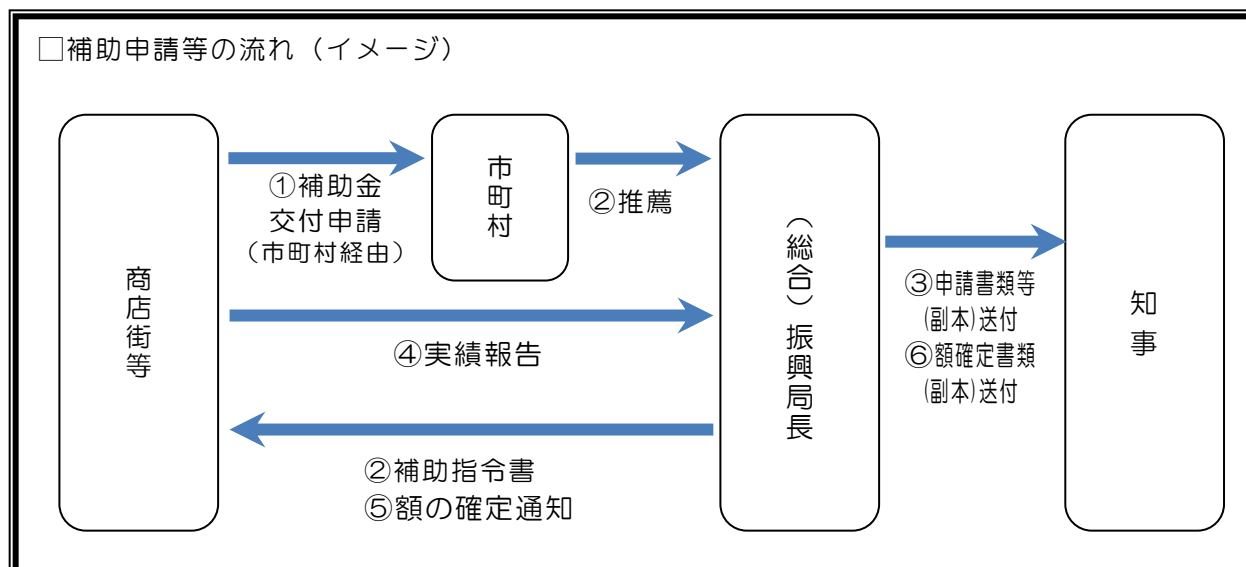 □補助申請等の流れ（イメージ）
商店街等
①補助金
交付申請
（市町村経由）
市町村
②推薦
（総合）振興局長
③申請書類等
(副本)送付
⑥額確定書類
(副本)送付
知事
④実績報告
②補助指令書
⑤額の確定通知